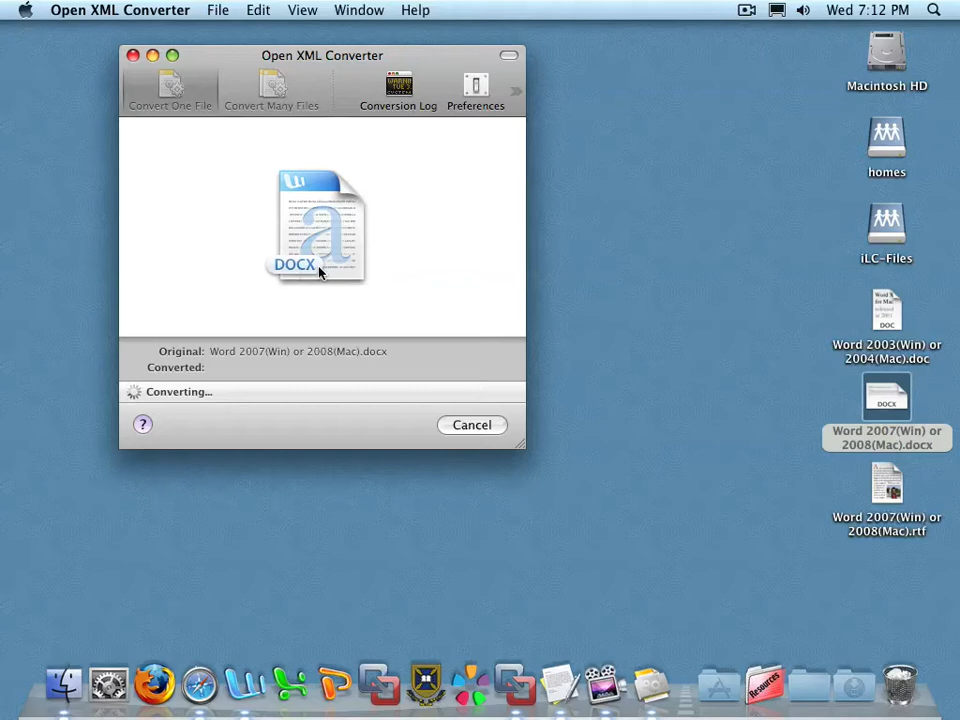 Open XML Converter File Edit View Window Help Wed 7:12 PM
Open XML Converter
Convert One File Convert Many Files Conversion Log Preferences
DOCX
Original: Word 2007(Win) or 2008(Mac).docx
Converted:
Converting...
? Cancel
Macintosh HD
homes
iLC-Files
DOC
Word 2003(Win) or
2004(Mac).doc
DOCX
Word 2007(Win) or
2008(Mac).docx
Word 2007(Win) or
2008(Mac).rtf
Resources